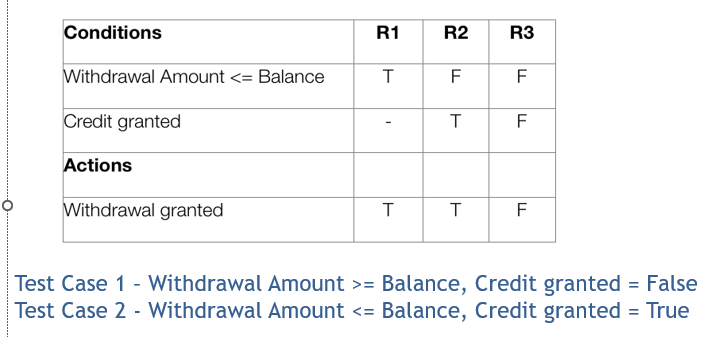 Conditions R1 R2 R3
Withdrawal Amount <= Balance T F F
Credit granted - T F
Actions
Withdrawal granted T T F
Test Case 1 – Withdrawal Amount >= Balance, Credit granted = False
Test Case 2 - Withdrawal Amount <= Balance, Credit granted = True